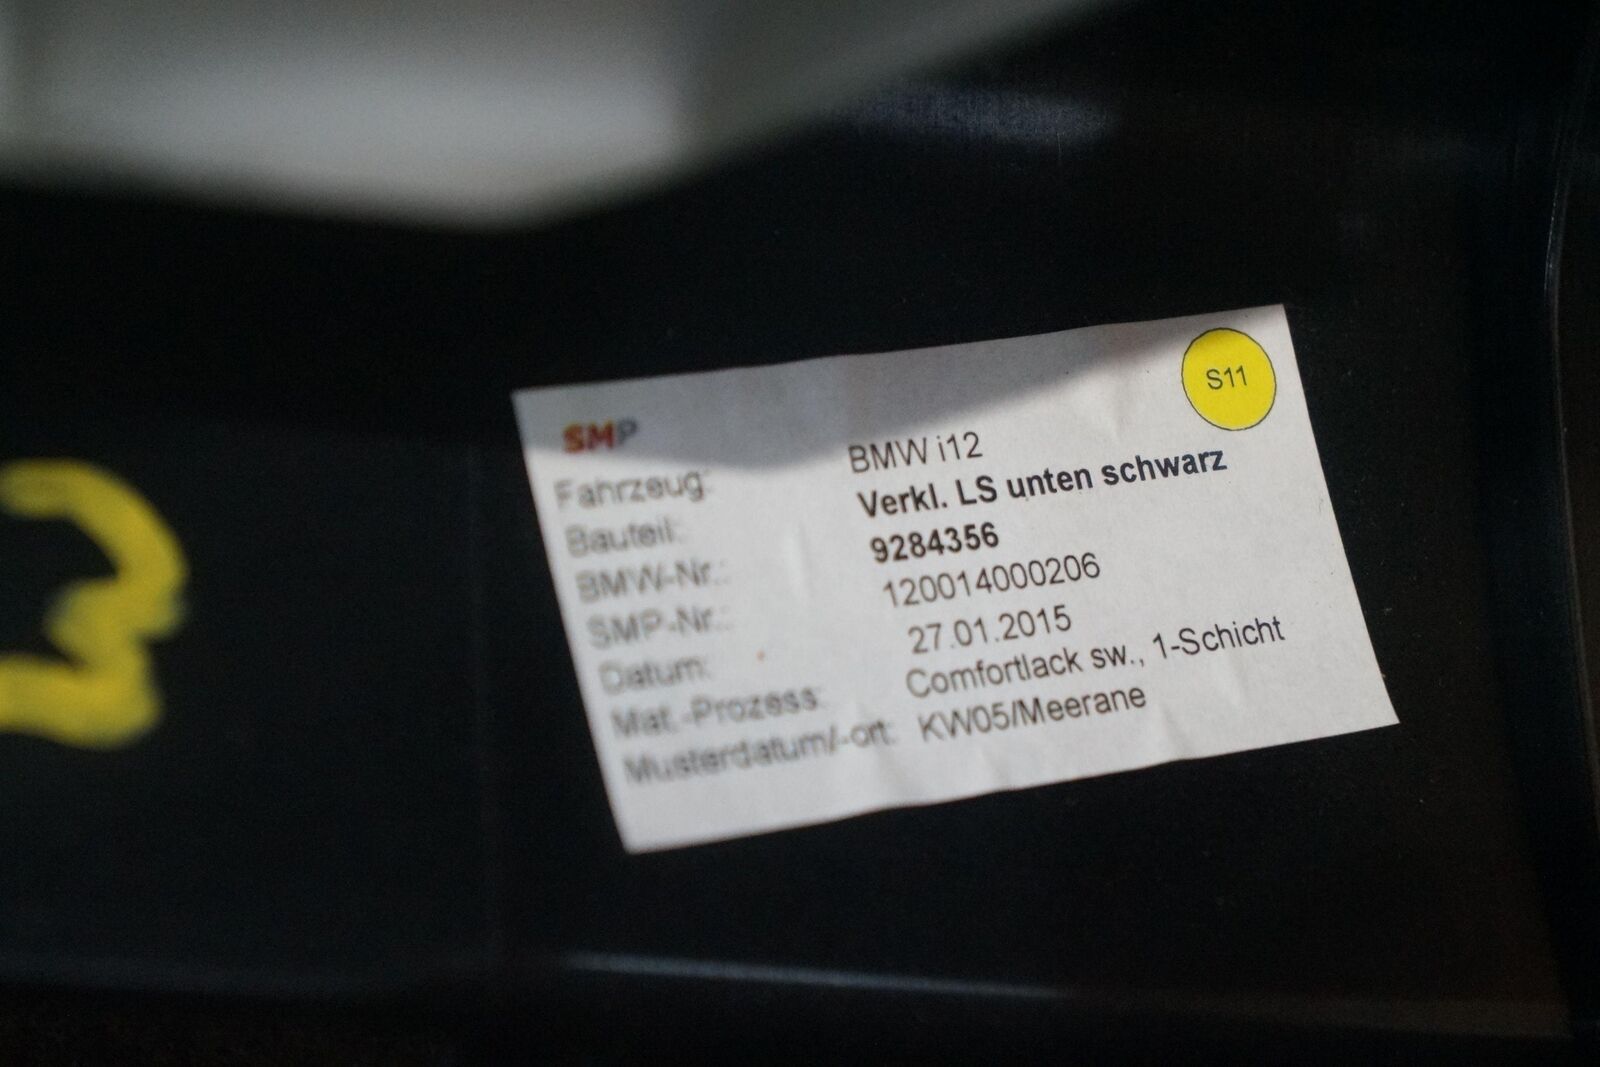 S11
SMP
Fahrzeug: BMW i12
Bauteil: Verkl. LS unten schwarz
BMW-Nr.: 9284356
SMP-Nr.: 120014000206
Datum: 27.01.2015
Mat.-Prozess: Comfortlack sw., 1-Schicht
Musterdatum/-ort: KW05/Meerane